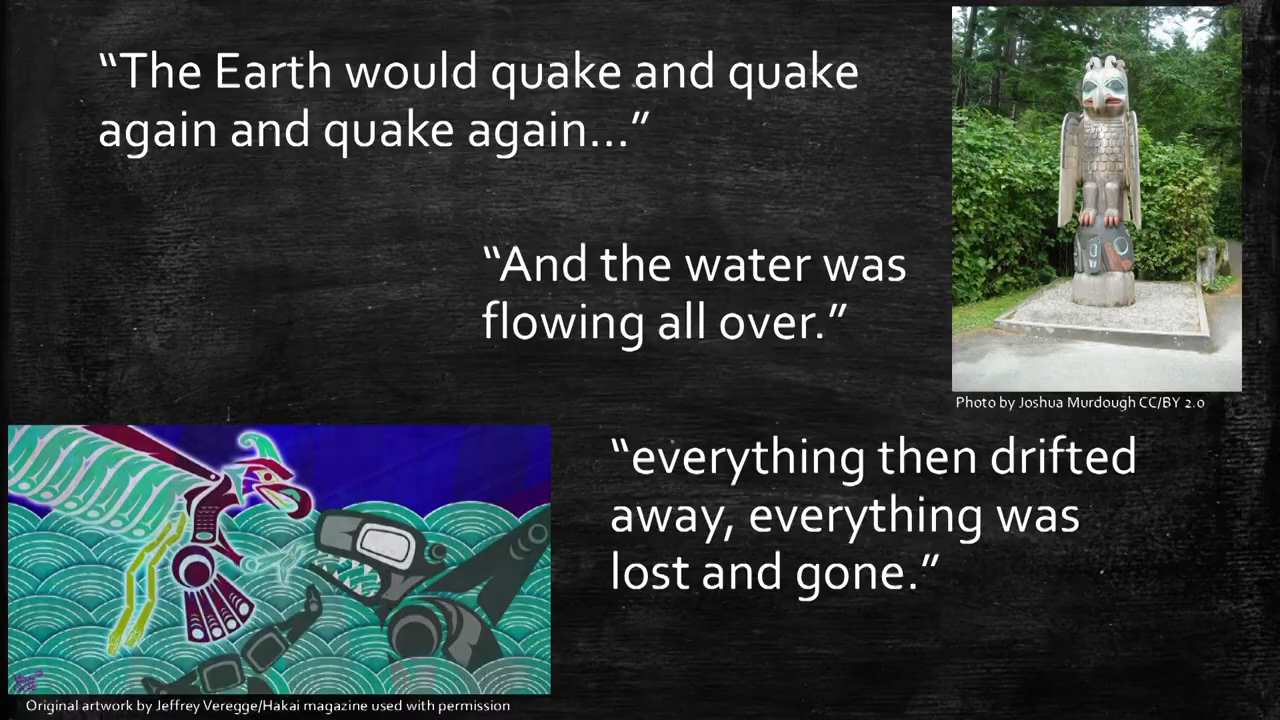 “The Earth would quake and quake
again and quake again...”
“And the water was
flowing all over.”
Photo by Joshua Murdough CC/BY 2.0
“everything then drifted
away, everything was
lost and gone.”
Original artwork by Jeffrey Veregge/Hakai magazine used with permission